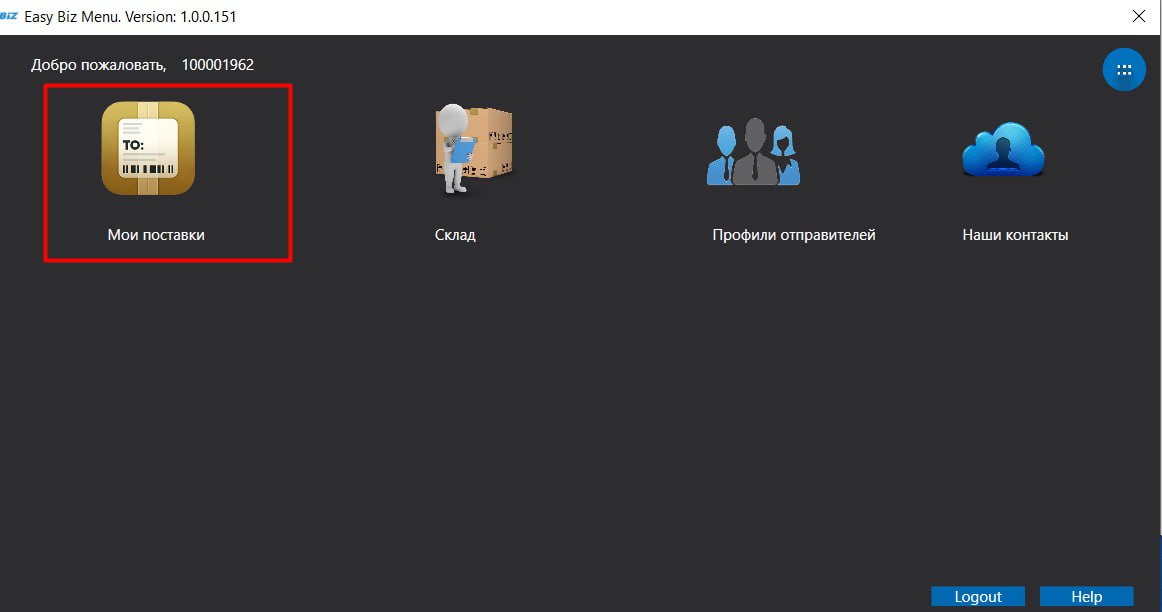 BIZ Easy Biz Menu. Version: 1.0.0.151
Добро пожаловать, 100001962
TO:
Мои поставки
Склад
Профили отправителей
Наши контакты
Logout
Help